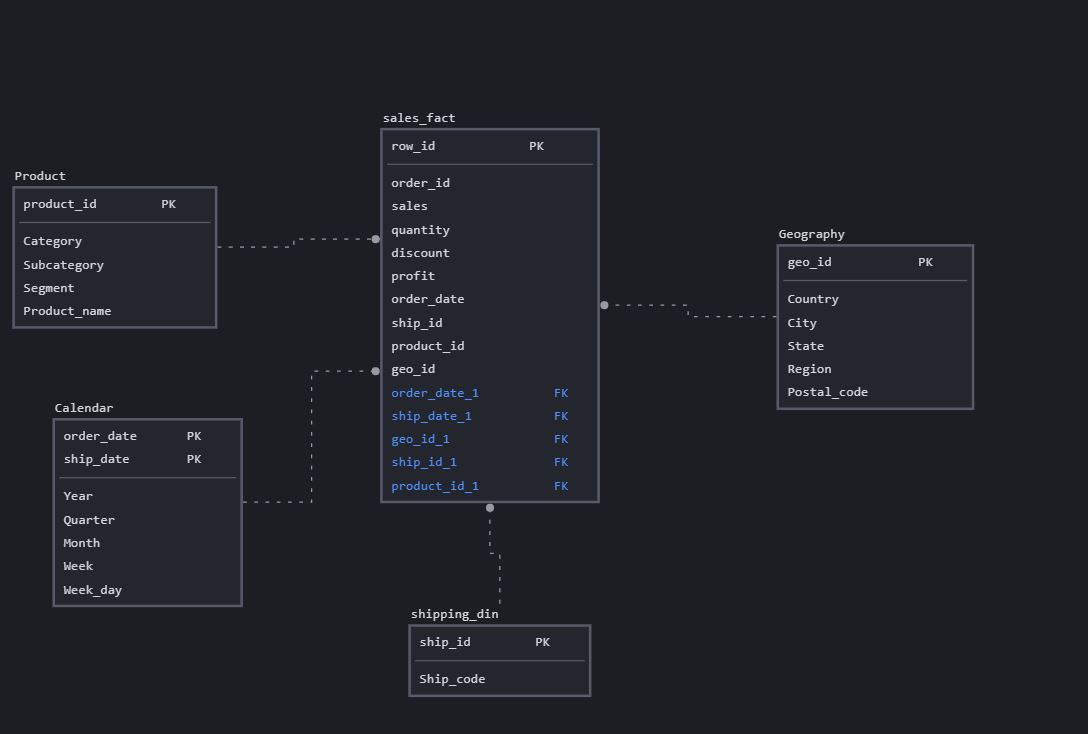 sales_fact
row_id PK
order_id
sales
quantity
discount
profit
order_date
ship_id
product_id
geo_id
order_date_1 FK
ship_date_1 FK
geo_id_1 FK
ship_id_1 FK
product_id_1 FK
Product
product_id PK
Category
Subcategory
Segment
Product_name
Geography
geo_id PK
Country
City
State
Region
Postal_code
Calendar
order_date PK
ship_date PK
Year
Quarter
Month
Week
Week_day
shipping_din
ship_id PK
Ship_code